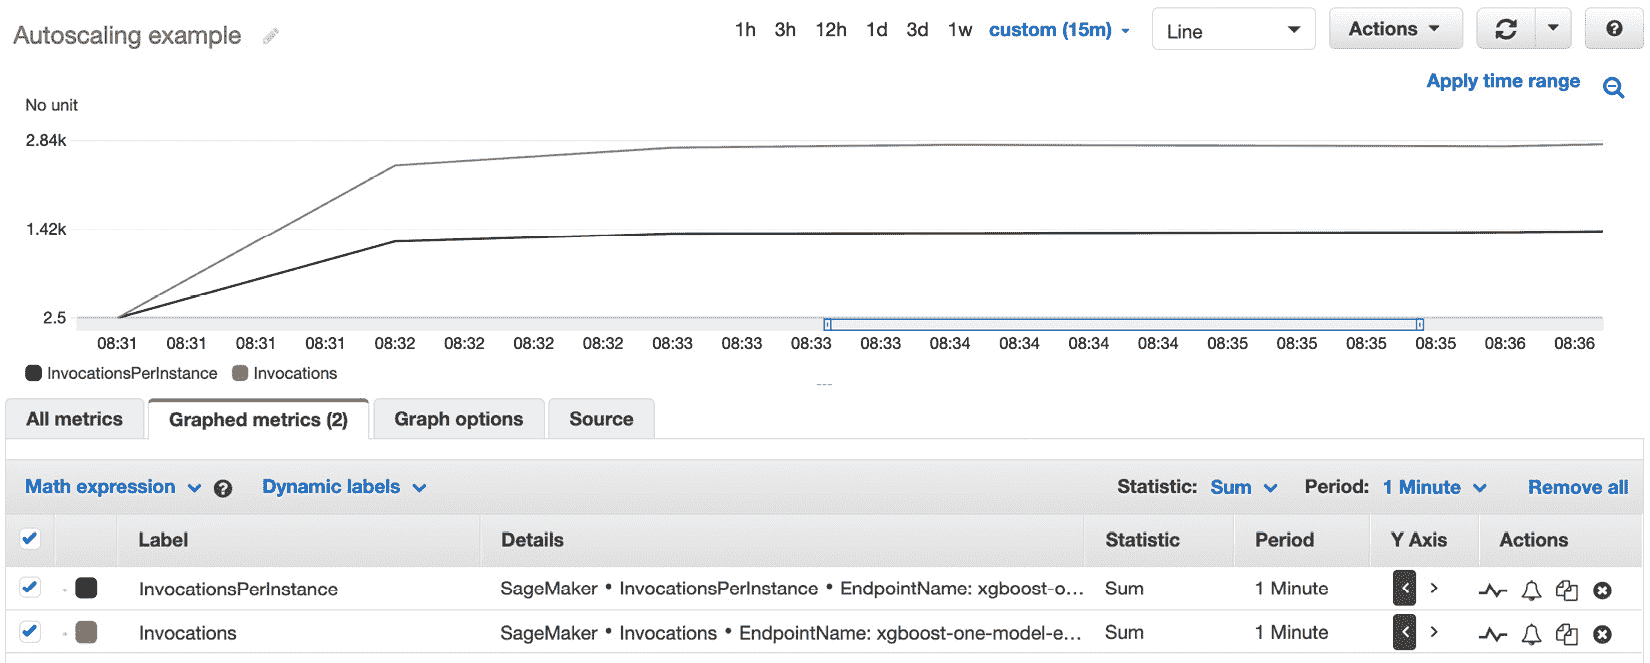 Autoscaling example
1h 3h 12h 1d 3d 1w custom (15m) Line Actions
Apply time range
No unit
2.84k
1.42k
2.5
08:31 08:31 08:31 08:31 08:32 08:32 08:32 08:32 08:33 08:33 08:33 08:33 08:34 08:34 08:34 08:34 08:35 08:35 08:35 08:35 08:36 08:36
InvocationsPerInstance Invocations
All metrics Graphed metrics (2) Graph options Source
Math expression Dynamic labels Statistic: Sum Period: 1 Minute Remove all
Label Details Statistic Period Y Axis Actions
InvocationsPerInstance SageMaker • InvocationsPerInstance • EndpointName: xgboost-o... Sum 1 Minute
Invocations SageMaker • Invocations • EndpointName: xgboost-one-model-e... Sum 1 Minute